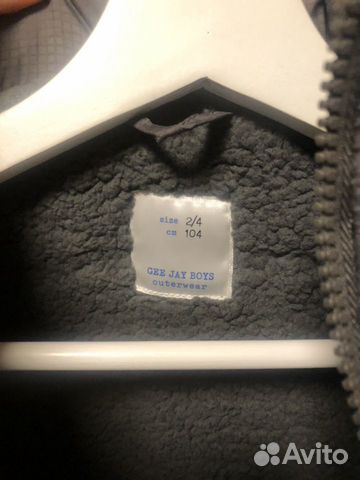 size 2/4
cm 104
GEE JAY BOYS
outerwear
Avito